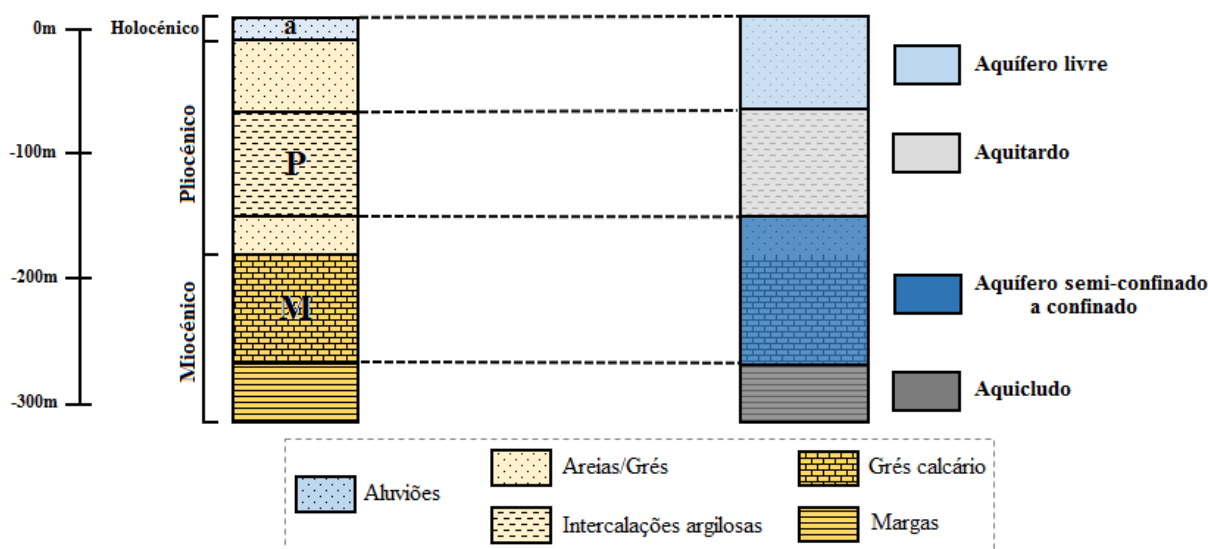 0m
-100m
-200m
-300m
Holocénico
Pliocénico
Miocénico
a
P
M
Aquífero livre
Aquitardo
Aquífero semi-confinado
a confinado
Aquicludo
Aluviões
Areias/Grés
Intercalações argilosas
Grés calcário
Margas